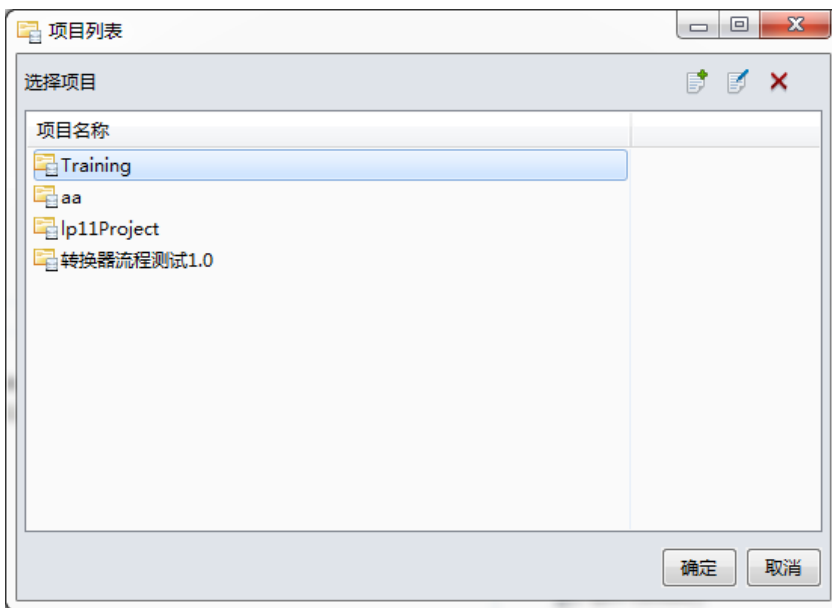 项目列表
选择项目
项目名称
Training
aa
lp11Project
转换器流程测试1.0
确定
取消